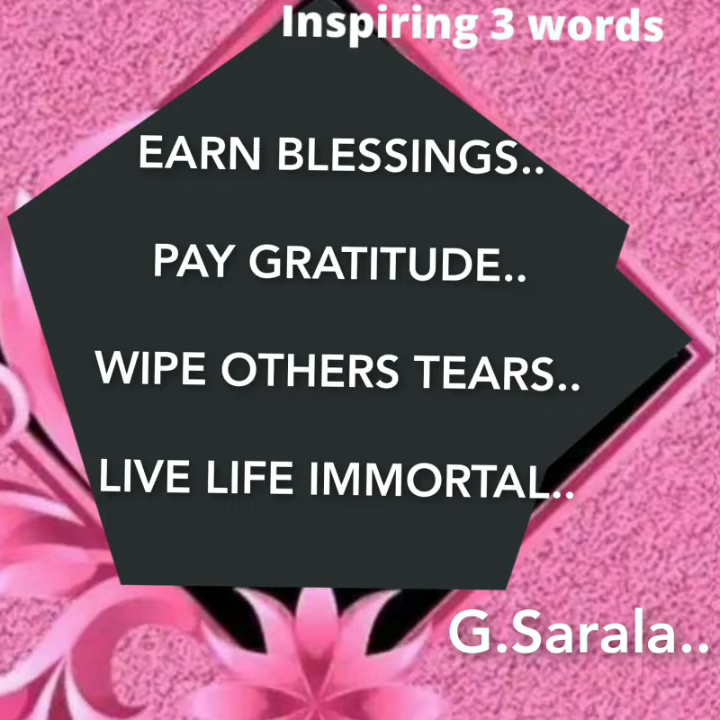 Inspiring 3 words
EARN BLESSINGS..
PAY GRATITUDE..
WIPE OTHERS TEARS..
LIVE LIFE IMMORTAL..
G.Sarala..